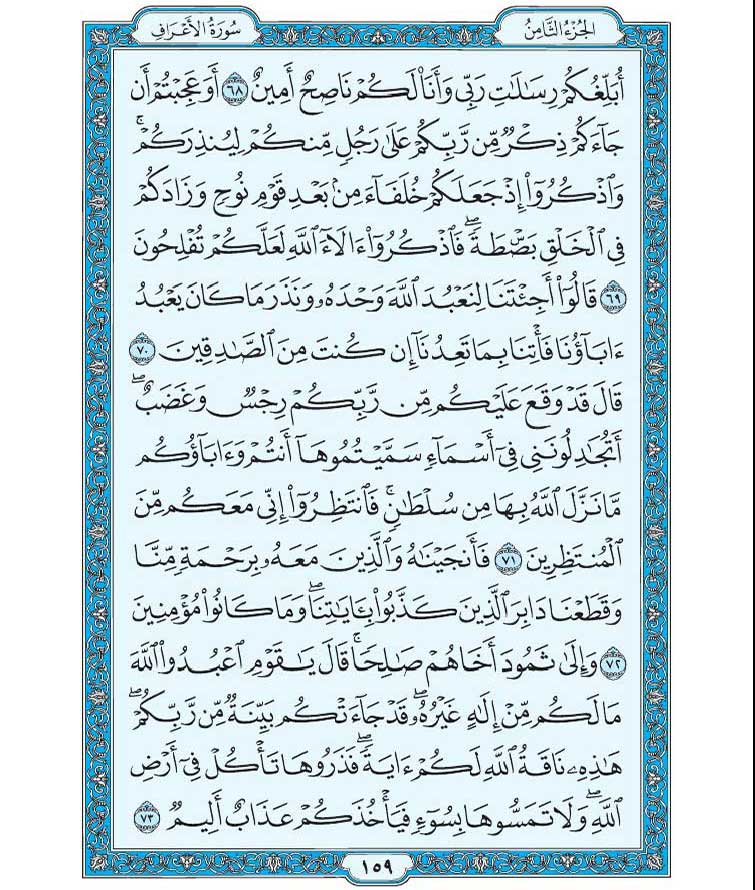 الجُزْءُ الثَّامِنُ
سُورَةُ الأَعْرَافِ
أُبَلِّغُكُمْ رِسَٰلَٰتِ رَبِّي وَأَنَا۠ لَكُمْ نَاصِحٌ أَمِينٌ ٦٨ أَوَعَجِبْتُمْ أَن
جَآءَكُمْ ذِكْرٌ مِّن رَّبِّكُمْ عَلَىٰ رَجُلٍ مِّنكُمْ لِيُنذِرَكُمْ ۚ
وَٱذْكُرُوٓا۟ إِذْ جَعَلَكُمْ خُلَفَآءَ مِنۢ بَعْدِ قَوْمِ نُوحٍ وَزَادَكُمْ
فِي ٱلْخَلْقِ بَصْۜطَةً ۖ فَٱذْكُرُوٓا۟ ءَالَآءَ ٱللَّهِ لَعَلَّكُمْ تُفْلِحُونَ
٦٩ قَالُوٓا۟ أَجِئْتَنَا لِنَعْبُدَ ٱللَّهَ وَحْدَهُۥ وَنَذَرَ مَا كَانَ يَعْبُدُ
ءَابَآؤُنَا فَأْتِنَا بِمَا تَعِدُنَآ إِن كُنتَ مِنَ ٱلصَّٰدِقِينَ ٧٠
قَالَ قَدْ وَقَعَ عَلَيْكُم مِّن رَّبِّكُمْ رِجْسٌ وَغَضَبٌ ۖ
أَتُجَٰدِلُونَنِي فِيٓ أَسْمَآءٍ سَمَّيْتُمُوهَآ أَنتُمْ وَءَابَآؤُكُم
مَّا نَزَّلَ ٱللَّهُ بِهَا مِن سُلْطَٰنٍ ۚ فَٱنتَظِرُوٓا۟ إِنِّي مَعَكُم مِّنَ
ٱلْمُنتَظِرِينَ ٧١ فَأَنجَيْنَٰهُ وَٱلَّذِينَ مَعَهُۥ بِرَحْمَةٍ مِّنَّا
وَقَطَعْنَا دَابِرَ ٱلَّذِينَ كَذَّبُوا۟ بِـَٔايَٰتِنَا ۖ وَمَا كَانُوا۟ مُؤْمِنِينَ
٧٢ وَإِلَىٰ ثَمُودَ أَخَاهُمْ صَٰلِحًا ۗ قَالَ يَٰقَوْمِ ٱعْبُدُوا۟ ٱللَّهَ
مَا لَكُم مِّنْ إِلَٰهٍ غَيْرُهُۥ ۖ قَدْ جَآءَتْكُم بَيِّنَةٌ مِّن رَّبِّكُمْ ۖ
هَٰذِهِۦ نَاقَةُ ٱللَّهِ لَكُمْ ءَايَةً ۖ فَذَرُوهَا تَأْكُلْ فِيٓ أَرْضِ
ٱللَّهِ ۖ وَلَا تَمَسُّوهَا بِسُوٓءٍ فَيَأْخُذَكُمْ عَذَابٌ أَلِيمٌ ٧٣
١٥٩